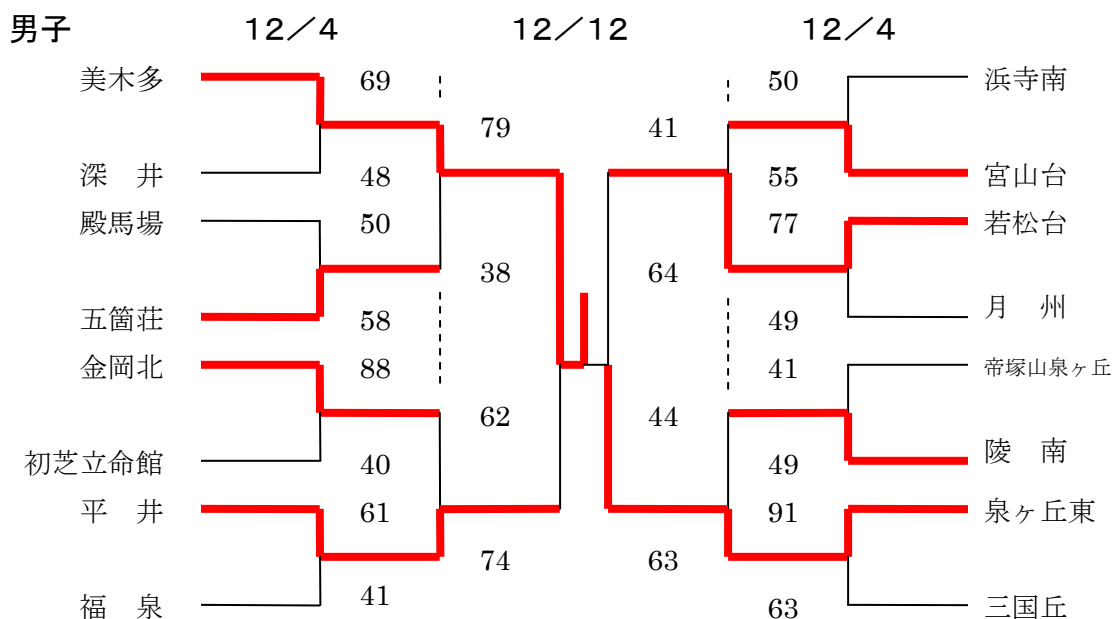 男子 12/4 12/12 12/4
美木多 69 50 浜寺南
79 41
深 井 48 55 宮山台
殿馬場 50 77 若松台
38 64
五箇荘 58 49 月 州
金岡北 88 41 帝塚山泉ヶ丘
62 44
初芝立命館 40 49 陵 南
平 井 61 91 泉ヶ丘東
74 63
福 泉 41 63 三国丘